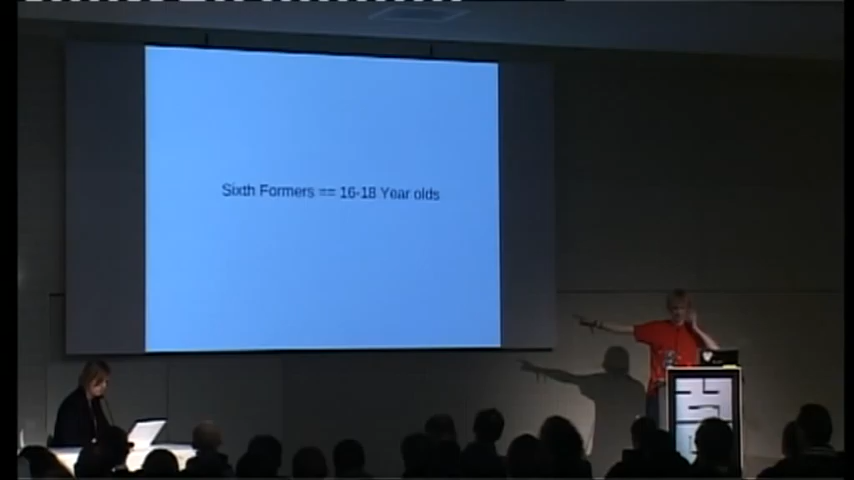 Sixth Formers == 16-18 Year olds